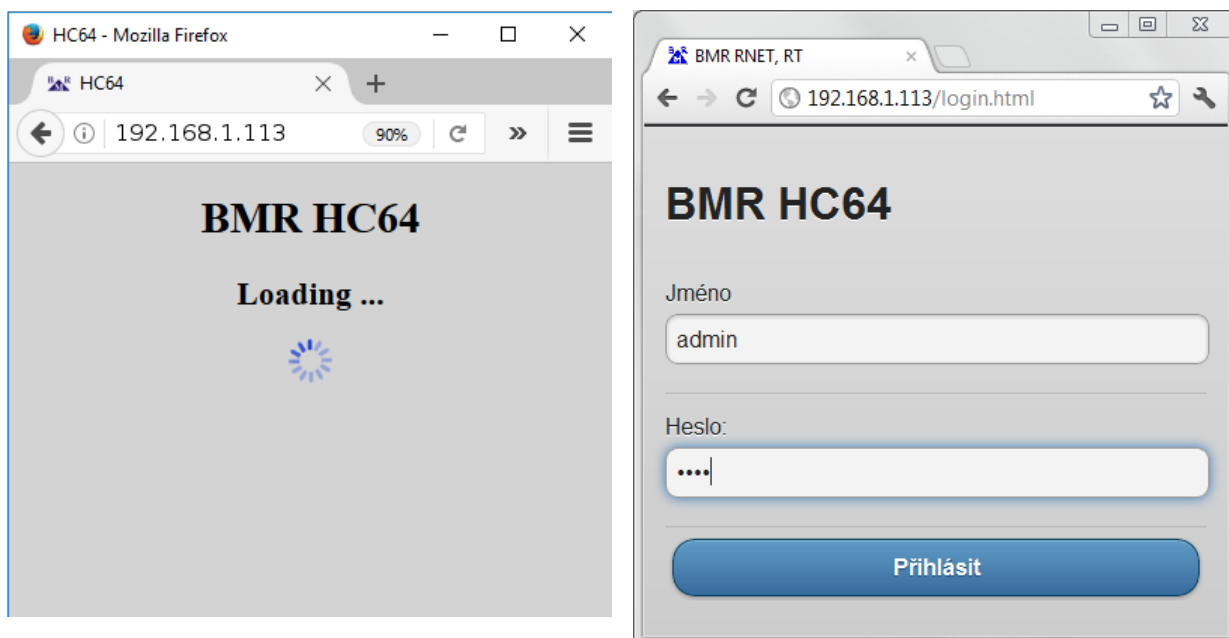 HC64 - Mozilla Firefox
HC64
192.168.1.113
90%
BMR HC64
Loading ...
BMR RNET, RT
192.168.1.113/login.html
BMR HC64
Jméno
admin
Heslo:
••••
Přihlásit